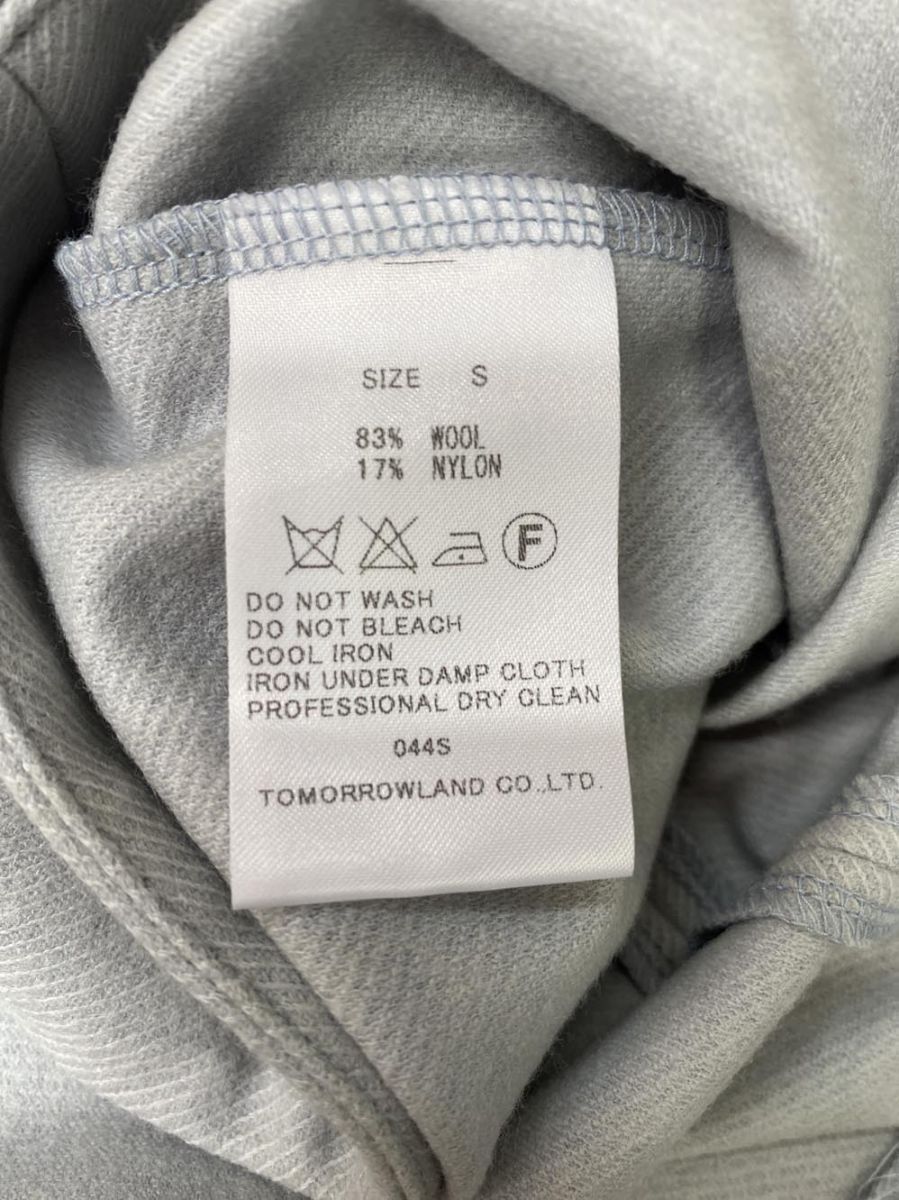 SIZE S
83% WOOL
17% NYLON
F
DO NOT WASH
DO NOT BLEACH
COOL IRON
IRON UNDER DAMP CLOTH
PROFESSIONAL DRY CLEAN
044S
TOMORROWLAND CO.,LTD.